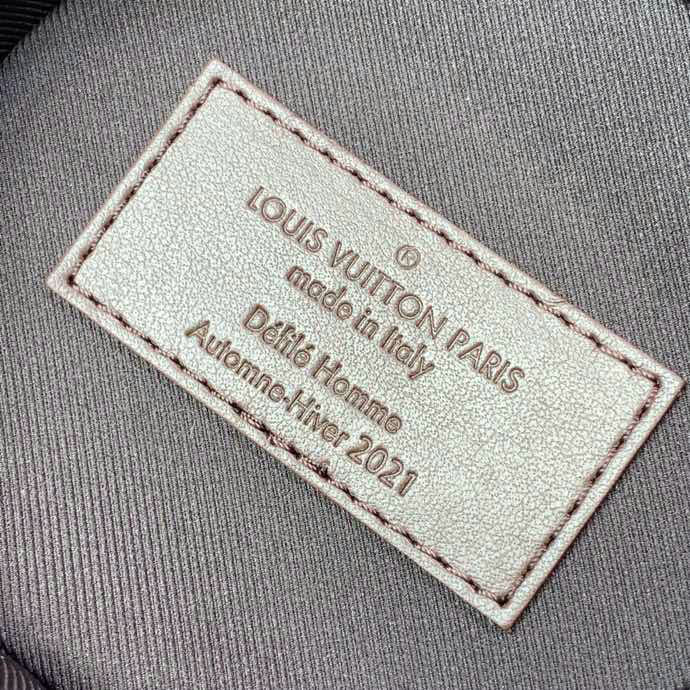 ®
LOUIS VUITTON PARIS
made in Italy
Défilé Homme
Automne-Hiver 2021